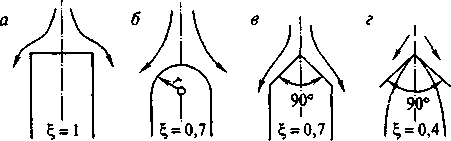 а б в г
r
90° 90°
ξ = 1 ξ = 0,7 ξ = 0,7 ξ = 0,4